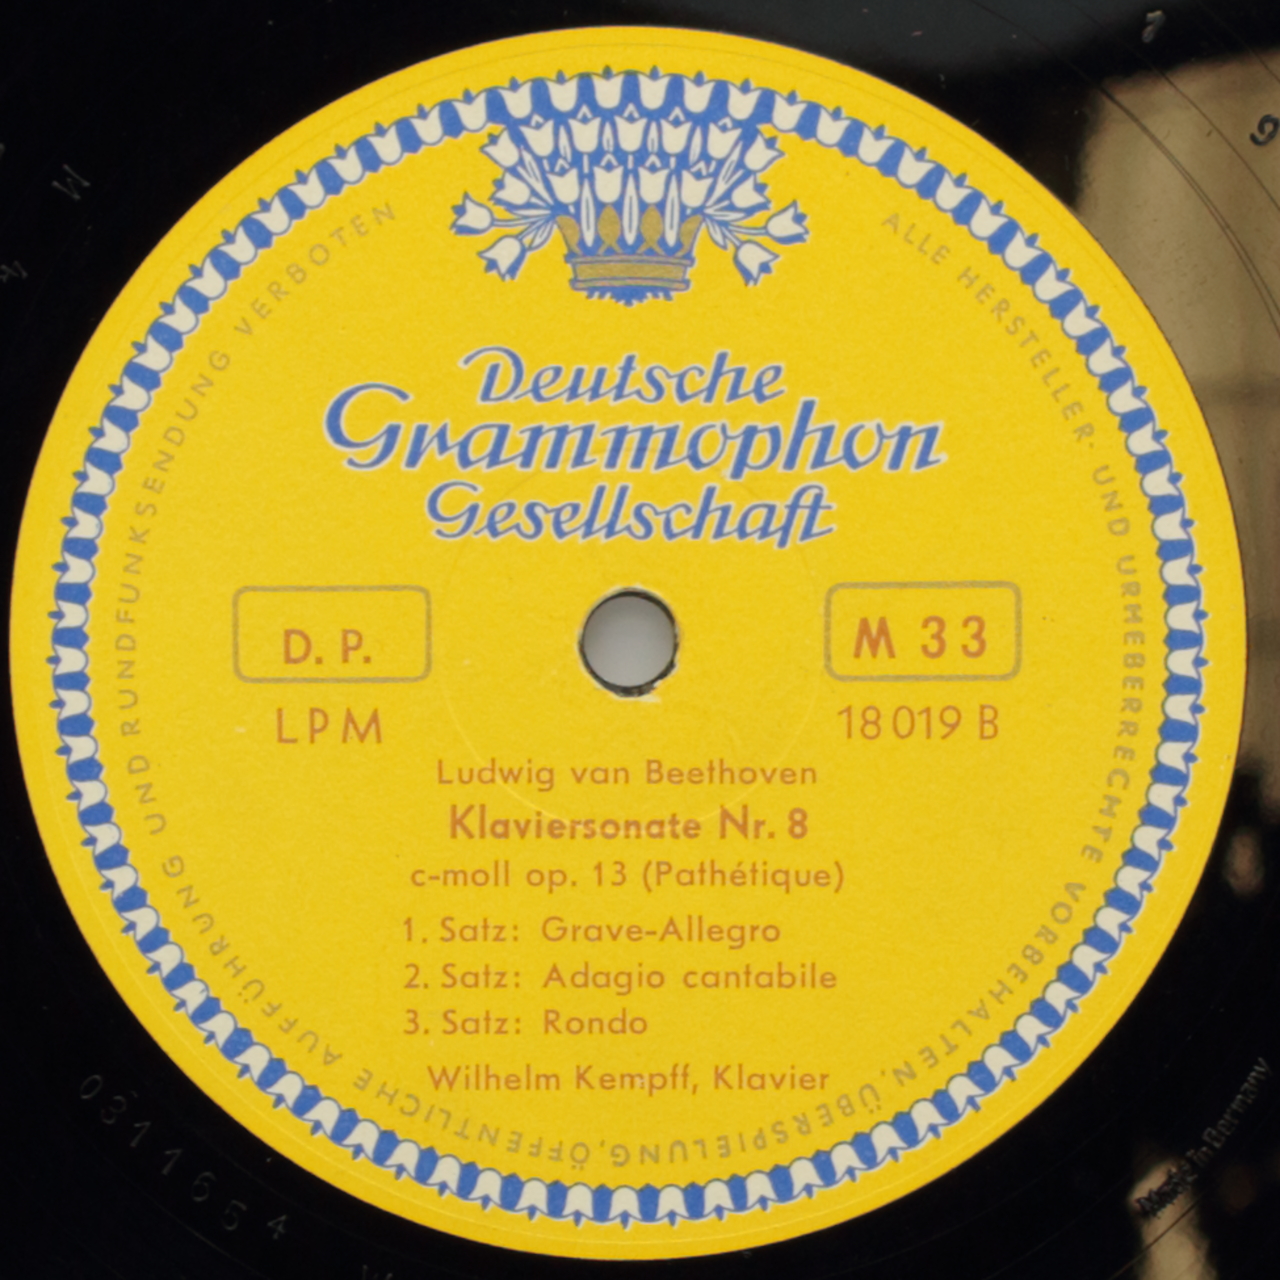 Deutsche
Grammophon
Gesellschaft
D. P.
M 33
LPM
18 019 B
Ludwig van Beethoven
Klaviersonate Nr. 8
c-moll op. 13 (Pathétique)
1. Satz: Grave-Allegro
2. Satz: Adagio cantabile
3. Satz: Rondo
Wilhelm Kempff, Klavier
ALLE HERSTELLER- UND URHEBERRECHTE VORBEHALTEN. ÜBERSPIELUNG, ÖFFENTLICHE AUFFÜHRUNG UND RUNDFUNKSENDUNG VERBOTEN
in Germany